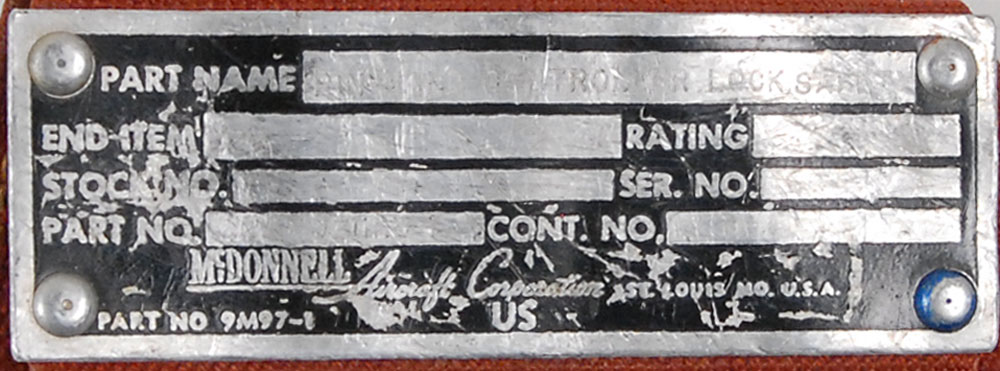 PART NAME LOCK,
END ITEM RATING
STOCK NO. SER. NO.
PART NO. CONT. NO.
McDONNELL Aircraft Corporation ST. LOUIS MO. U.S.A.
PART NO 9M97-1 US